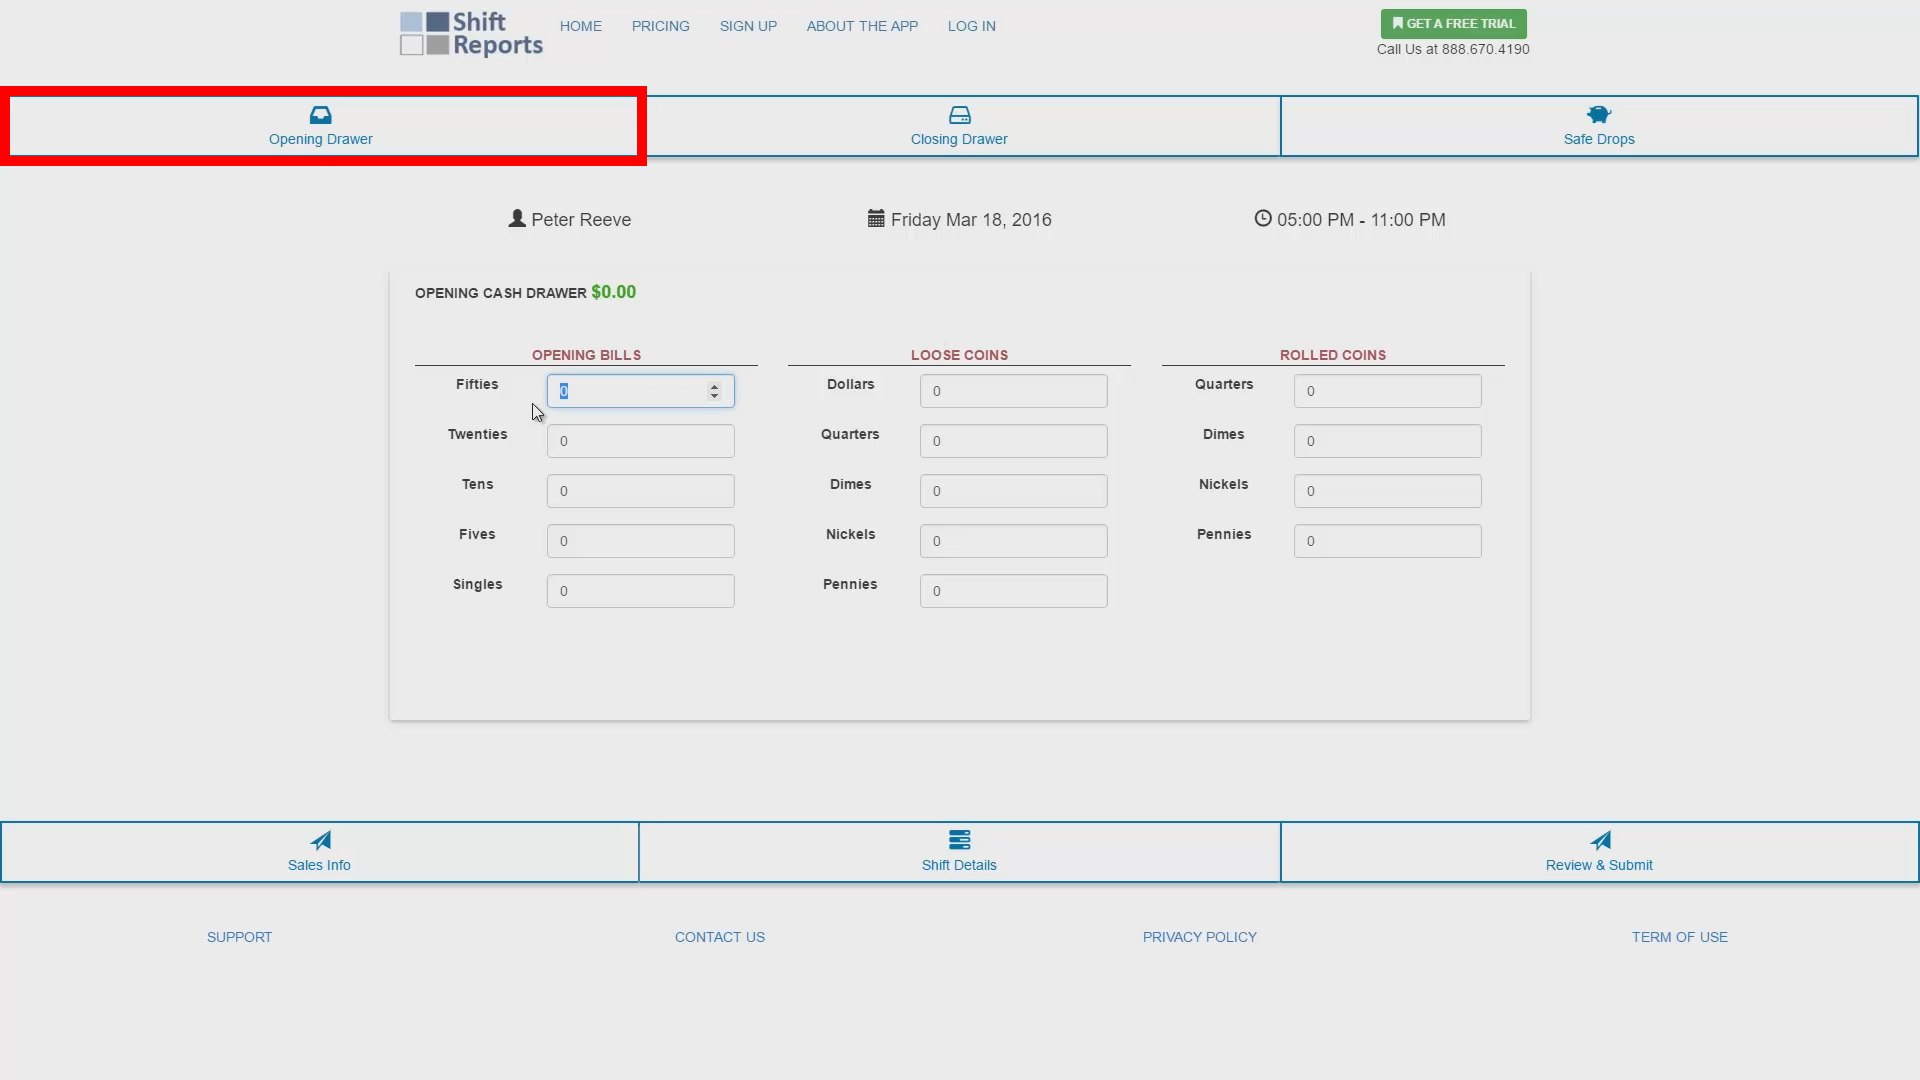 Shift
Reports
HOME
PRICING
SIGN UP
ABOUT THE APP
LOG IN
GET A FREE TRIAL
Call Us at 888.670.4190
Opening Drawer
Closing Drawer
Safe Drops
Peter Reeve
Friday Mar 18, 2016
05:00 PM - 11:00 PM
OPENING CASH DRAWER $0.00
OPENING BILLS
Fifties 0
Twenties 0
Tens 0
Fives 0
Singles 0
LOOSE COINS
Dollars 0
Quarters 0
Dimes 0
Nickels 0
Pennies 0
ROLLED COINS
Quarters 0
Dimes 0
Nickels 0
Pennies 0
Sales Info
Shift Details
Review & Submit
SUPPORT
CONTACT US
PRIVACY POLICY
TERM OF USE